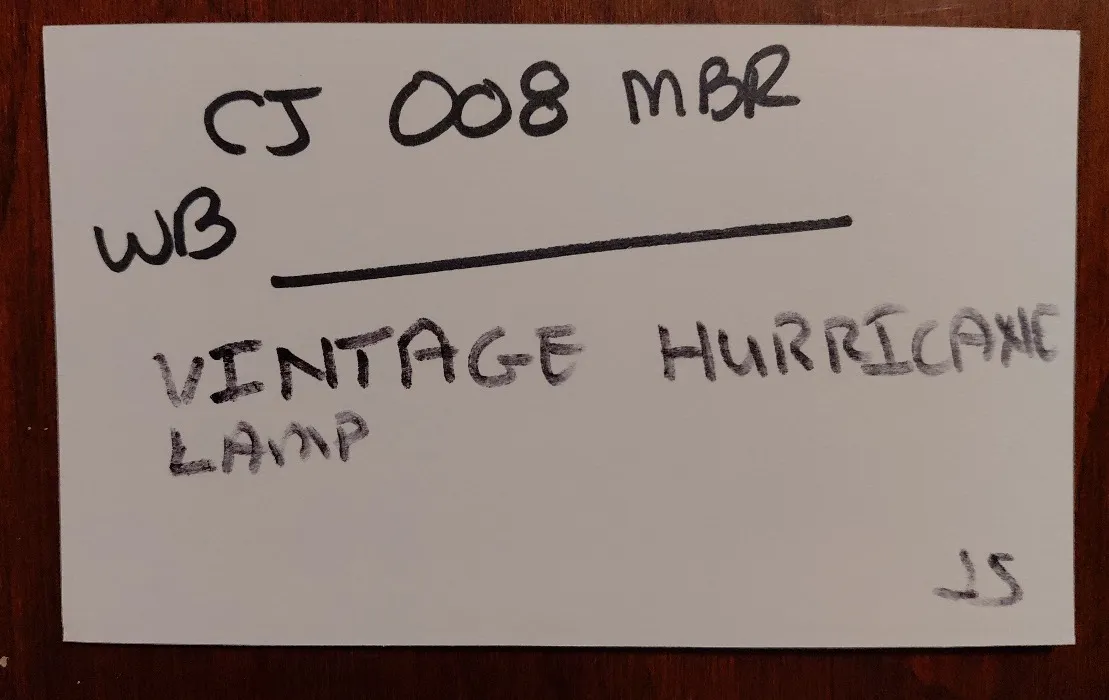 CJ 008 MBR
WB
VINTAGE HURRICANE
LAMP
JS